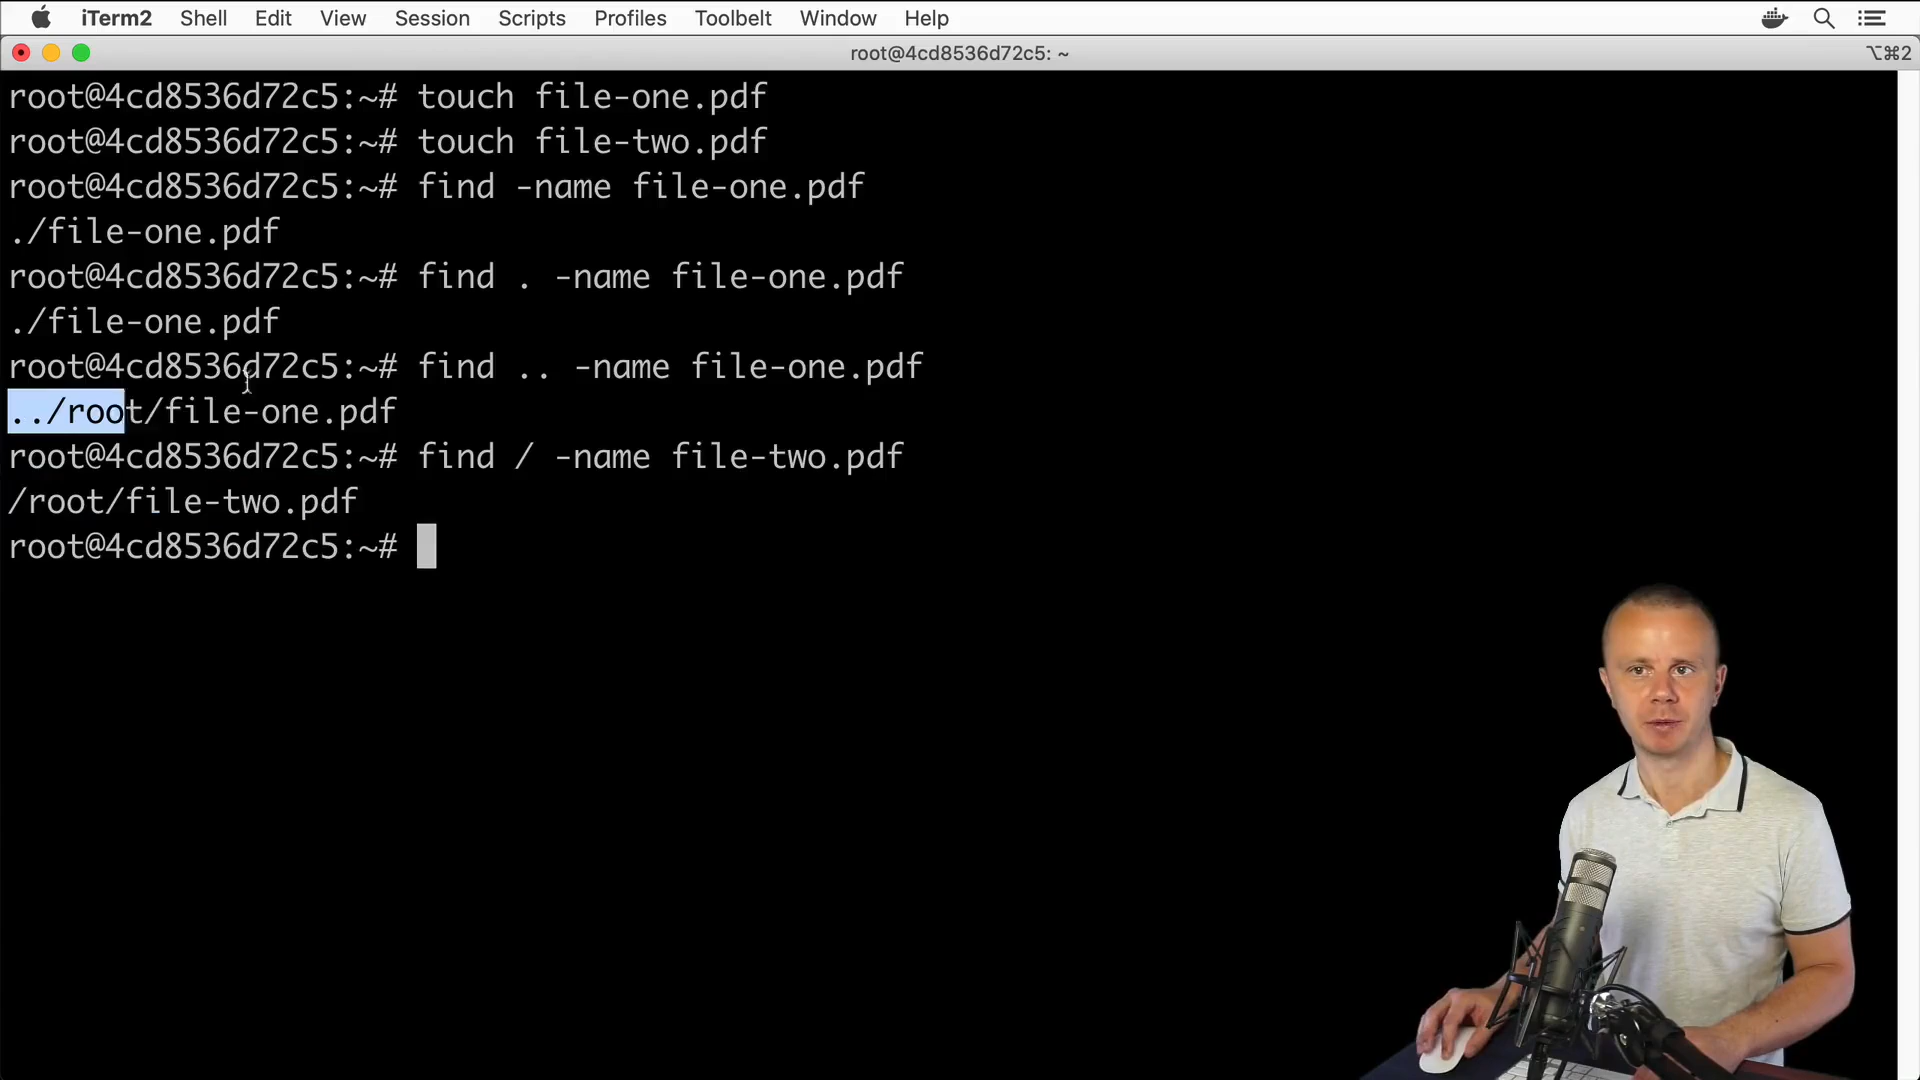 iTerm2 Shell Edit View Session Scripts Profiles Toolbelt Window Help
root@4cd8536d72c5: ~ ⌥⌘2
root@4cd8536d72c5:~# touch file-one.pdf
root@4cd8536d72c5:~# touch file-two.pdf
root@4cd8536d72c5:~# find -name file-one.pdf
./file-one.pdf
root@4cd8536d72c5:~# find . -name file-one.pdf
./file-one.pdf
root@4cd8536d72c5:~# find .. -name file-one.pdf
../root/file-one.pdf
root@4cd8536d72c5:~# find / -name file-two.pdf
/root/file-two.pdf
root@4cd8536d72c5:~#